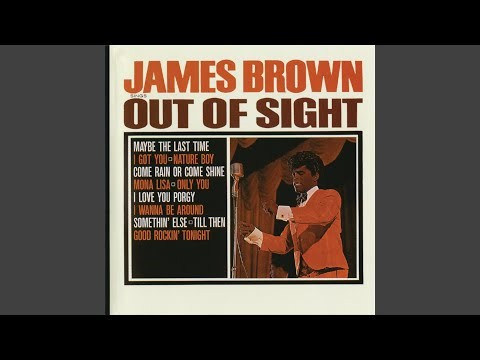 JAMES BROWN
SINGS
OUT OF SIGHT
MAYBE THE LAST TIME
I GOT YOU▫NATURE BOY
COME RAIN OR COME SHINE
MONA LISA▫ONLY YOU
I LOVE YOU PORGY
I WANNA BE AROUND
SOMETHIN' ELSE▫TILL THEN
GOOD ROCKIN' TONIGHT